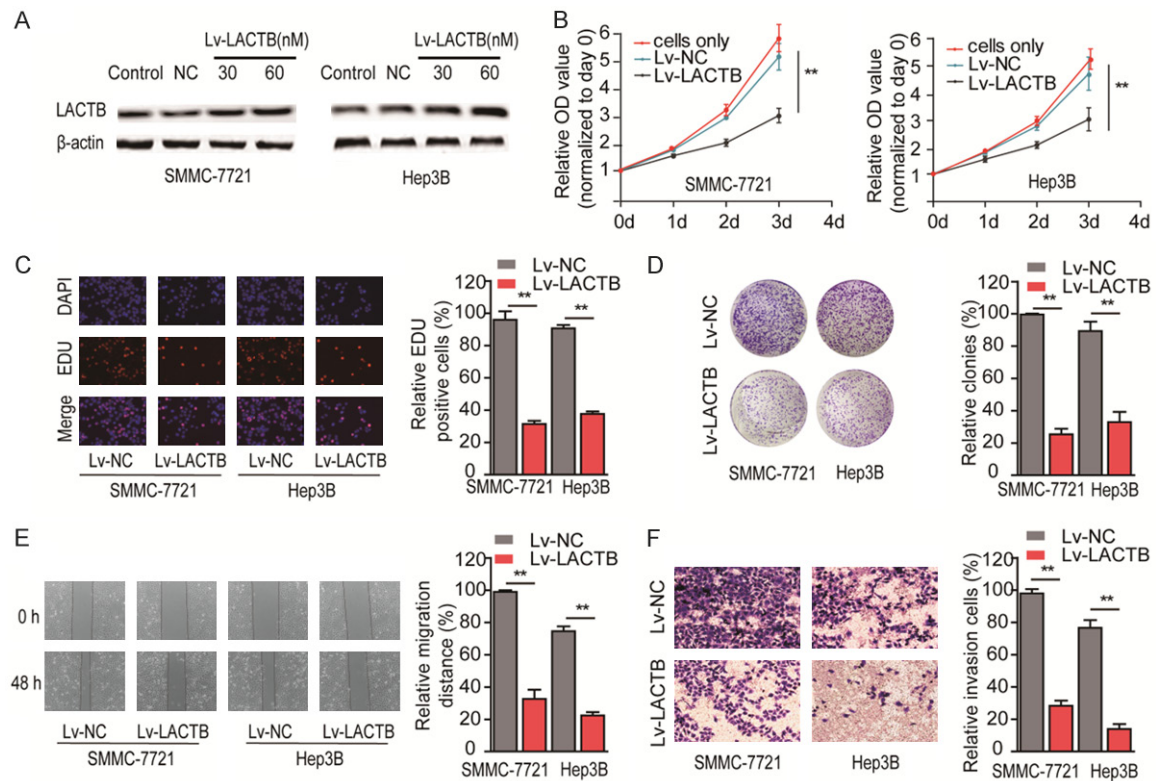 A
Lv-LACTB(nM)
Control NC 30 60
LACTB
β-actin
SMMC-7721
Lv-LACTB(nM)
Control NC 30 60
Hep3B
B
Relative OD value
(normalized to day 0)
6
5
4
3
2
1
cells only
Lv-NC
Lv-LACTB
**
SMMC-7721
0d 1d 2d 3d 4d
Relative OD value
(normalized to day 0)
6
5
4
3
2
1
cells only
Lv-NC
Lv-LACTB
**
Hep3B
0d 1d 2d 3d 4d
C
DAPI
EDU
Merge
Lv-NC Lv-LACTB Lv-NC Lv-LACTB
SMMC-7721 Hep3B
Relative EDU
positive cells (%)
120
100
80
60
40
20
0
Lv-NC
Lv-LACTB
** **
SMMC-7721 Hep3B
D
Lv-NC
Lv-LACTB
SMMC-7721 Hep3B
Relative clonies (%)
120
100
80
60
40
20
0
Lv-NC
Lv-LACTB
** **
SMMC-7721 Hep3B
E
0 h
48 h
Lv-NC Lv-LACTB Lv-NC Lv-LACTB
SMMC-7721 Hep3B
Relative migration
distance (%)
120
100
80
60
40
20
0
Lv-NC
Lv-LACTB
** **
SMMC-7721 Hep3B
F
Lv-NC
Lv-LACTB
SMMC-7721 Hep3B
Relative invasion cells (%)
120
100
80
60
40
20
0
Lv-NC
Lv-LACTB
** **
SMMC-7721 Hep3B